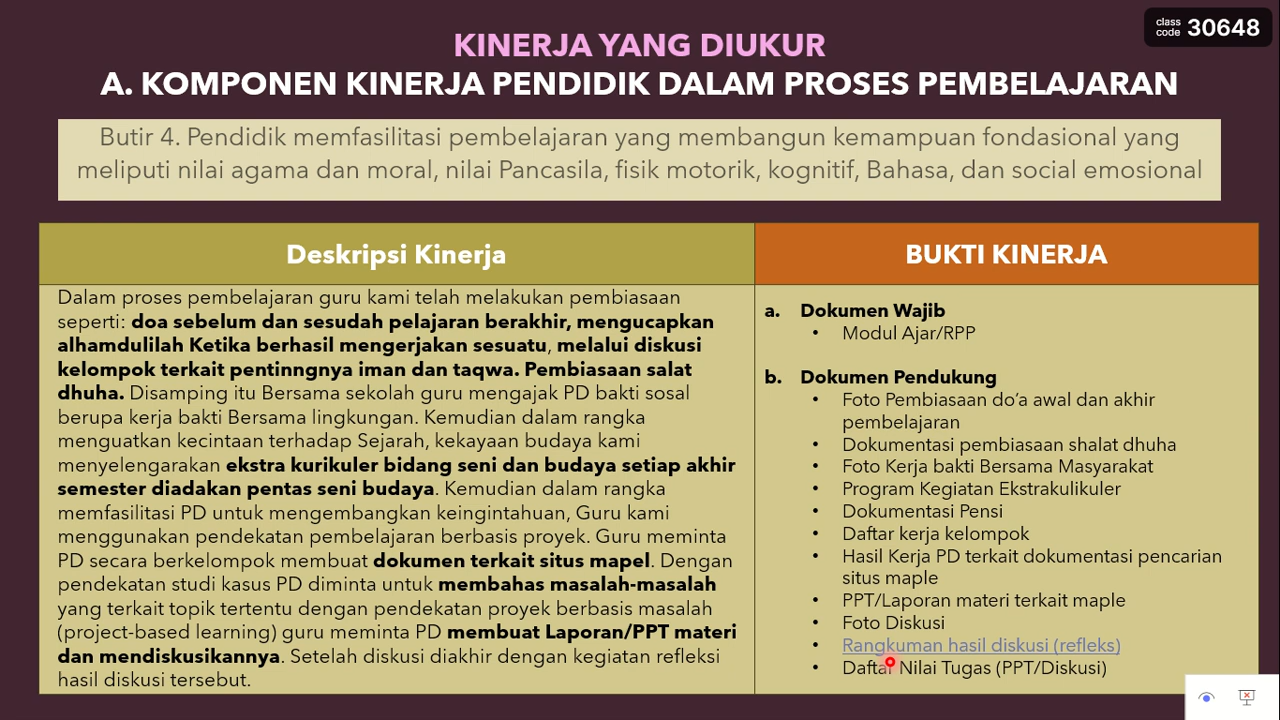 class
code 30648
KINERJA YANG DIUKUR
A. KOMPONEN KINERJA PENDIDIK DALAM PROSES PEMBELAJARAN
Butir 4. Pendidik memfasilitasi pembelajaran yang membangun kemampuan fondasional yang
meliputi nilai agama dan moral, nilai Pancasila, fisik motorik, kognitif, Bahasa, dan social emosional
Deskripsi Kinerja
Dalam proses pembelajaran guru kami telah melakukan pembiasaan
seperti: doa sebelum dan sesudah pelajaran berakhir, mengucapkan
alhamdulilah Ketika berhasil mengerjakan sesuatu, melalui diskusi
kelompok terkait pentinngnya iman dan taqwa. Pembiasaan salat
dhuha. Disamping itu Bersama sekolah guru mengajak PD bakti sosal
berupa kerja bakti Bersama lingkungan. Kemudian dalam rangka
menguatkan kecintaan terhadap Sejarah, kekayaan budaya kami
menyelengarakan ekstra kurikuler bidang seni dan budaya setiap akhir
semester diadakan pentas seni budaya. Kemudian dalam rangka
memfasilitasi PD untuk mengembangkan keingintahuan, Guru kami
menggunakan pendekatan pembelajaran berbasis proyek. Guru meminta
PD secara berkelompok membuat dokumen terkait situs mapel. Dengan
pendekatan studi kasus PD diminta untuk membahas masalah-masalah
yang terkait topik tertentu dengan pendekatan proyek berbasis masalah
(project-based learning) guru meminta PD membuat Laporan/PPT materi
dan mendiskusikannya. Setelah diskusi diakhir dengan kegiatan refleksi
hasil diskusi tersebut.
BUKTI KINERJA
a. Dokumen Wajib
• Modul Ajar/RPP
b. Dokumen Pendukung
• Foto Pembiasaan do'a awal dan akhir
pembelajaran
• Dokumentasi pembiasaan shalat dhuha
• Foto Kerja bakti Bersama Masyarakat
• Program Kegiatan Ekstrakulikuler
• Dokumentasi Pensi
• Daftar kerja kelompok
• Hasil Kerja PD terkait dokumentasi pencarian
situs maple
• PPT/Laporan materi terkait maple
• Foto Diskusi
• Rangkuman hasil diskusi (refleks)
• Daftar Nilai Tugas (PPT/Diskusi)